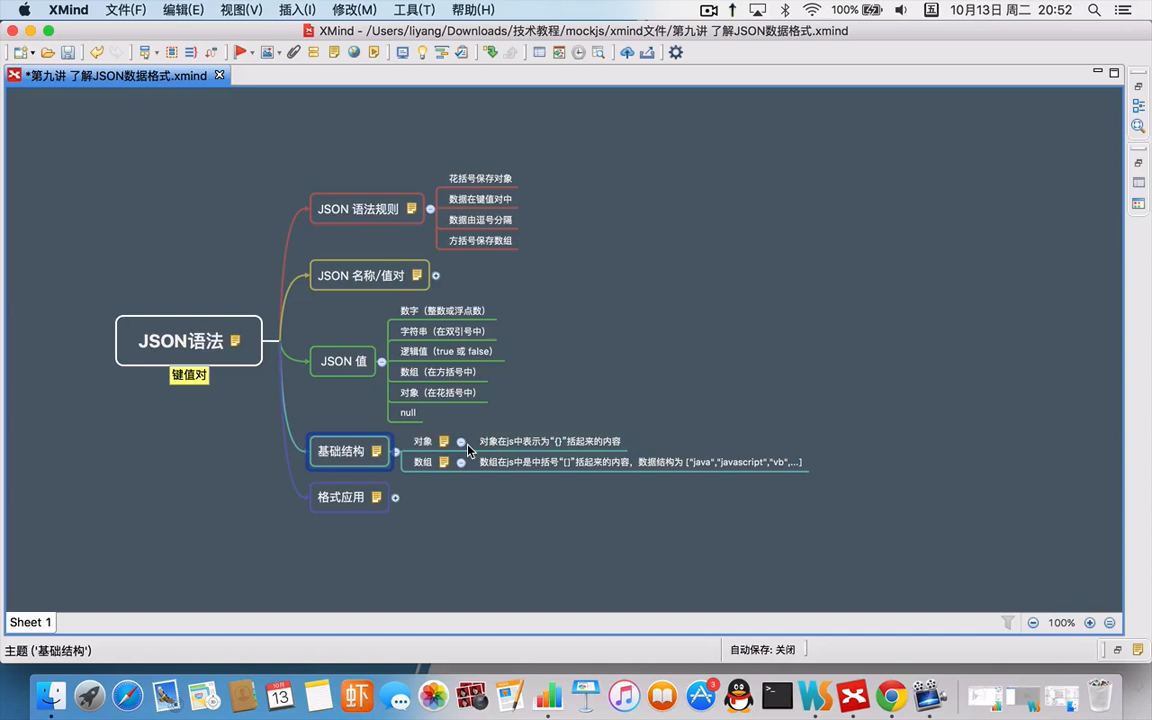 XMind 文件(F) 编辑(E) 视图(V) 插入(I) 修改(M) 工具(T) 帮助(H) 100% 五 10月13日 周二 20:52
XMind - /Users/liyang/Downloads/技术教程/mockjs/xmind文件/第九讲 了解JSON数据格式.xmind
*第九讲 了解JSON数据格式.xmind
花括号保存对象
JSON 语法规则
数据在键值对中
数据由逗号分隔
方括号保存数组
JSON 名称/值对
数字（整数或浮点数）
字符串（在双引号中）
JSON语法
逻辑值（true 或 false）
JSON 值
键值对
数组（在方括号中）
对象（在花括号中）
null
对象 对象在js中表示为“{}”括起来的内容
基础结构
数组 数组在js中是中括号“[]”括起来的内容，数据结构为 ["java","javascript","vb",...]
格式应用
Sheet 1
100%
主题 ('基础结构')
自动保存: 关闭
10月
13
虾
3
WS